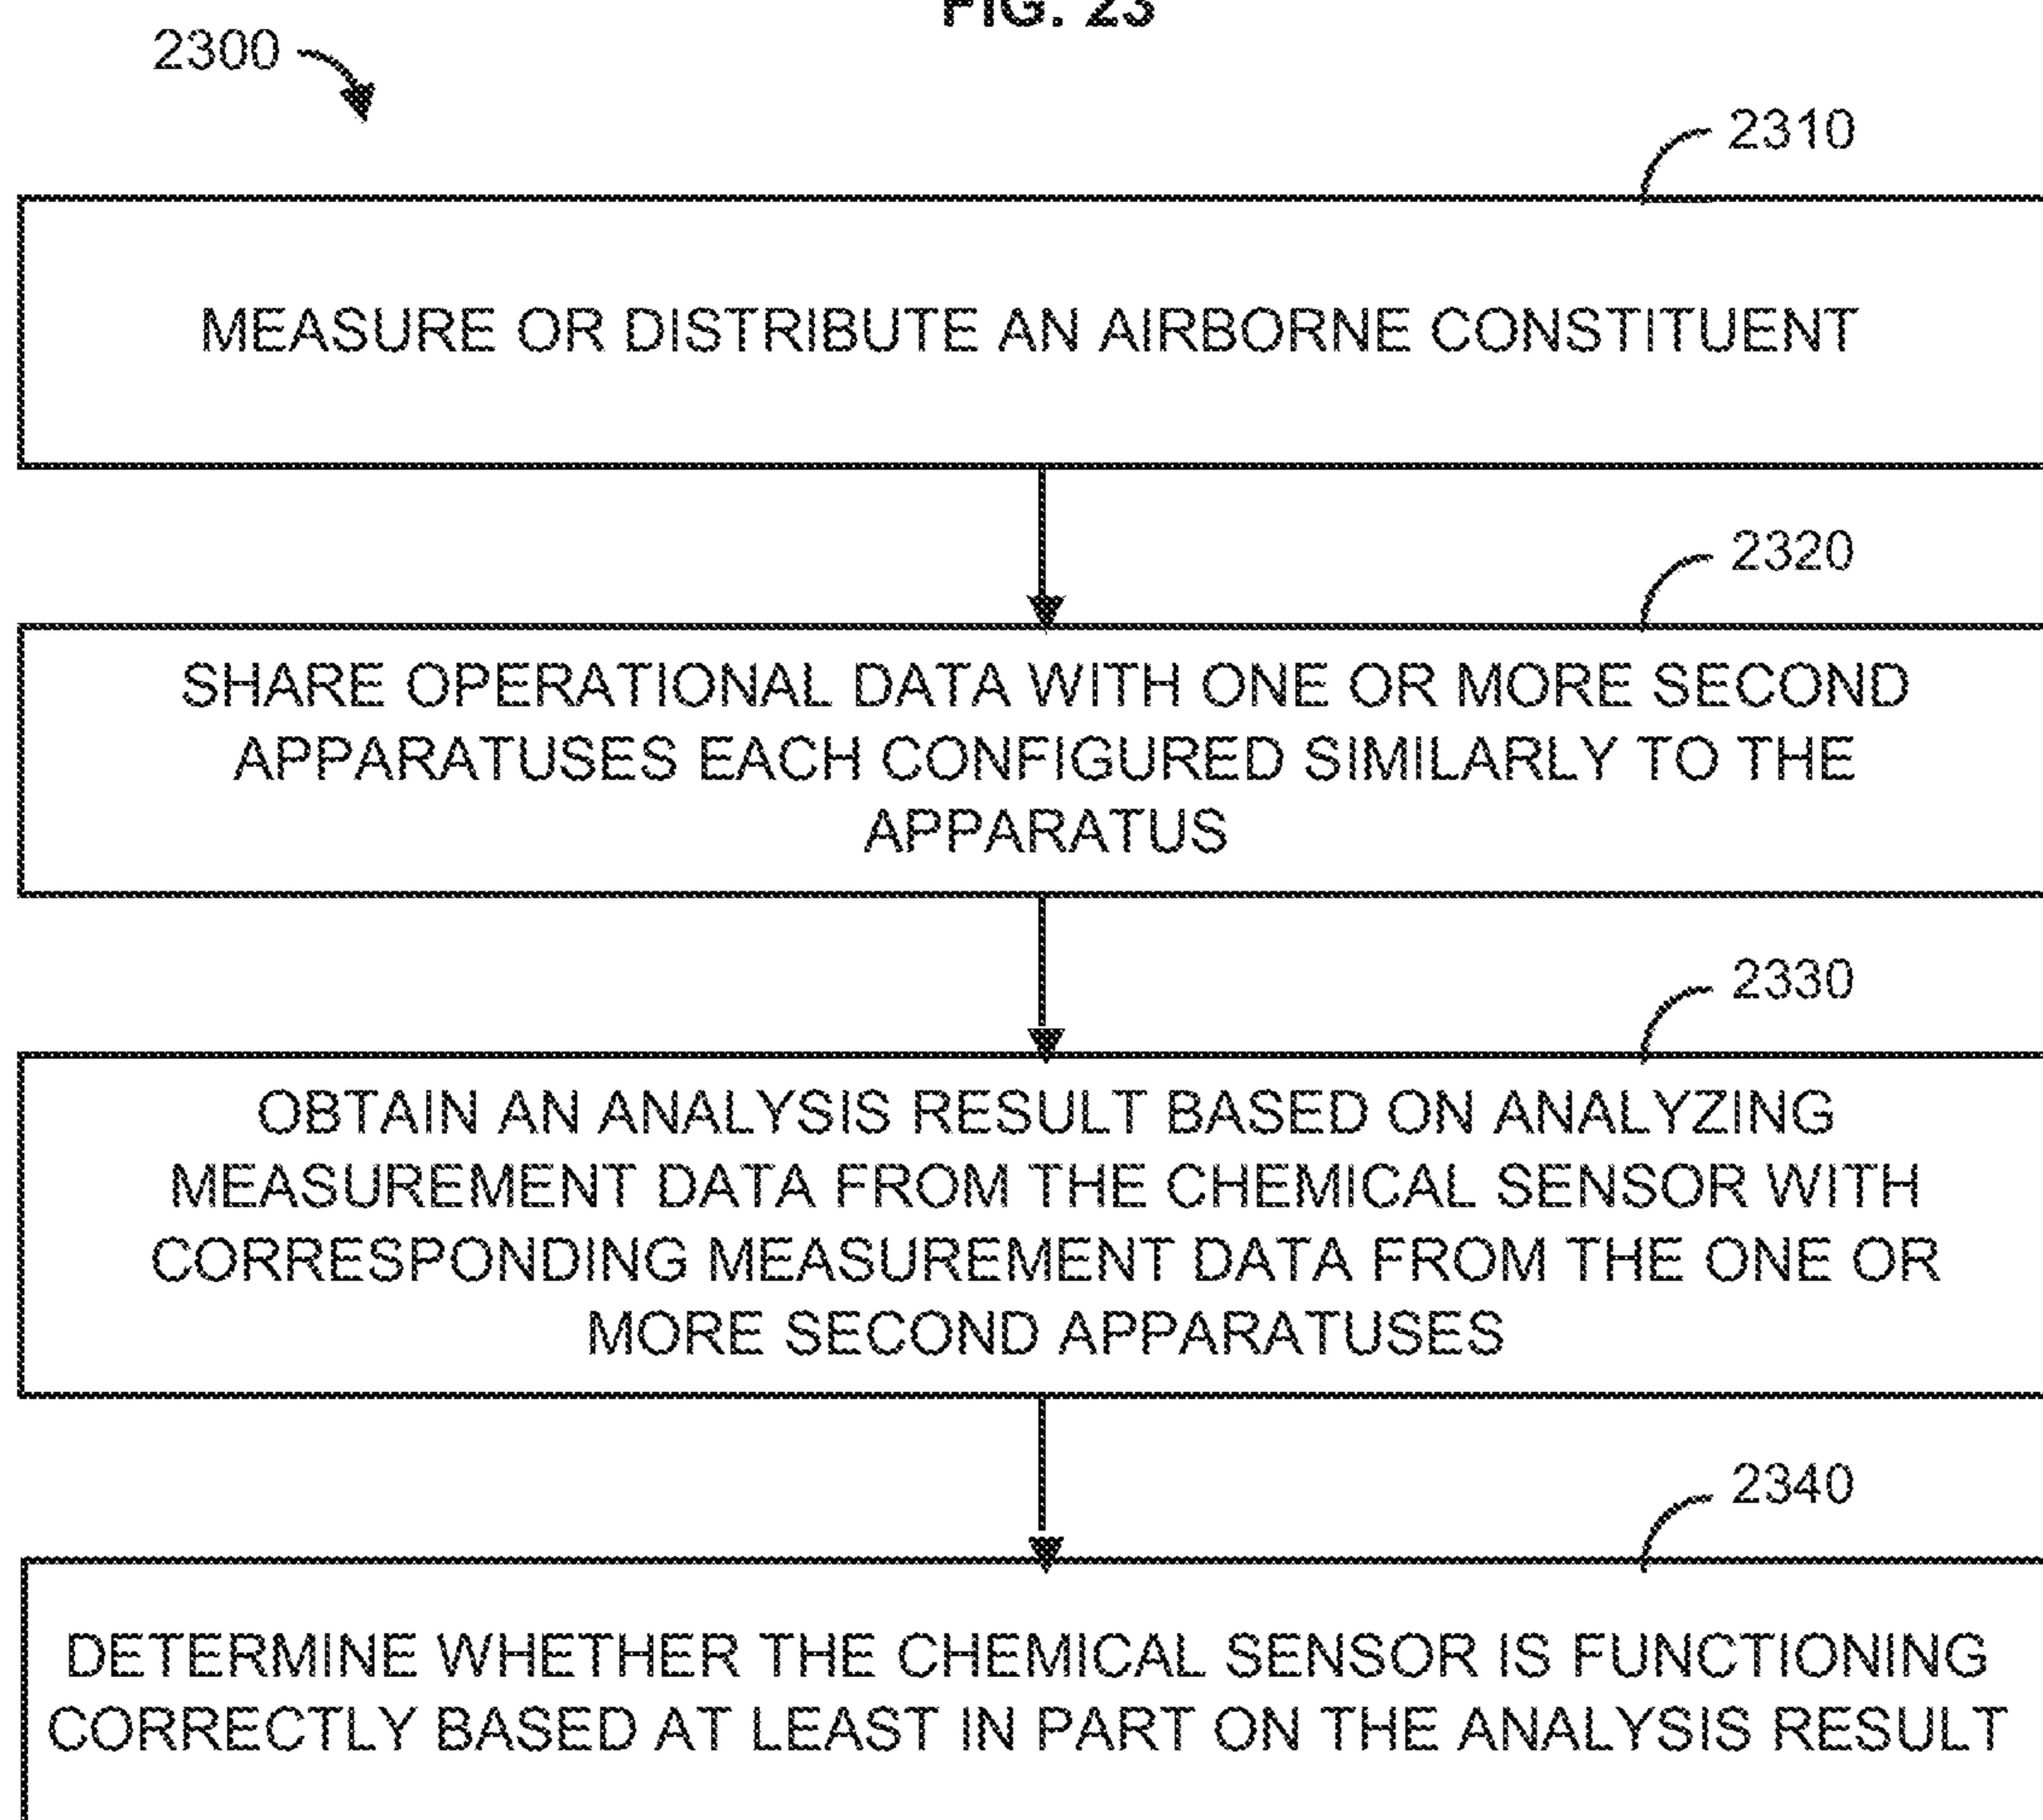 FIG. 23
2300
2310
MEASURE OR DISTRIBUTE AN AIRBORNE CONSTITUENT
2320
SHARE OPERATIONAL DATA WITH ONE OR MORE SECOND
APPARATUSES EACH CONFIGURED SIMILARLY TO THE
APPARATUS
2330
OBTAIN AN ANALYSIS RESULT BASED ON ANALYZING
MEASUREMENT DATA FROM THE CHEMICAL SENSOR WITH
CORRESPONDING MEASUREMENT DATA FROM THE ONE OR
MORE SECOND APPARATUSES
2340
DETERMINE WHETHER THE CHEMICAL SENSOR IS FUNCTIONING
CORRECTLY BASED AT LEAST IN PART ON THE ANALYSIS RESULT